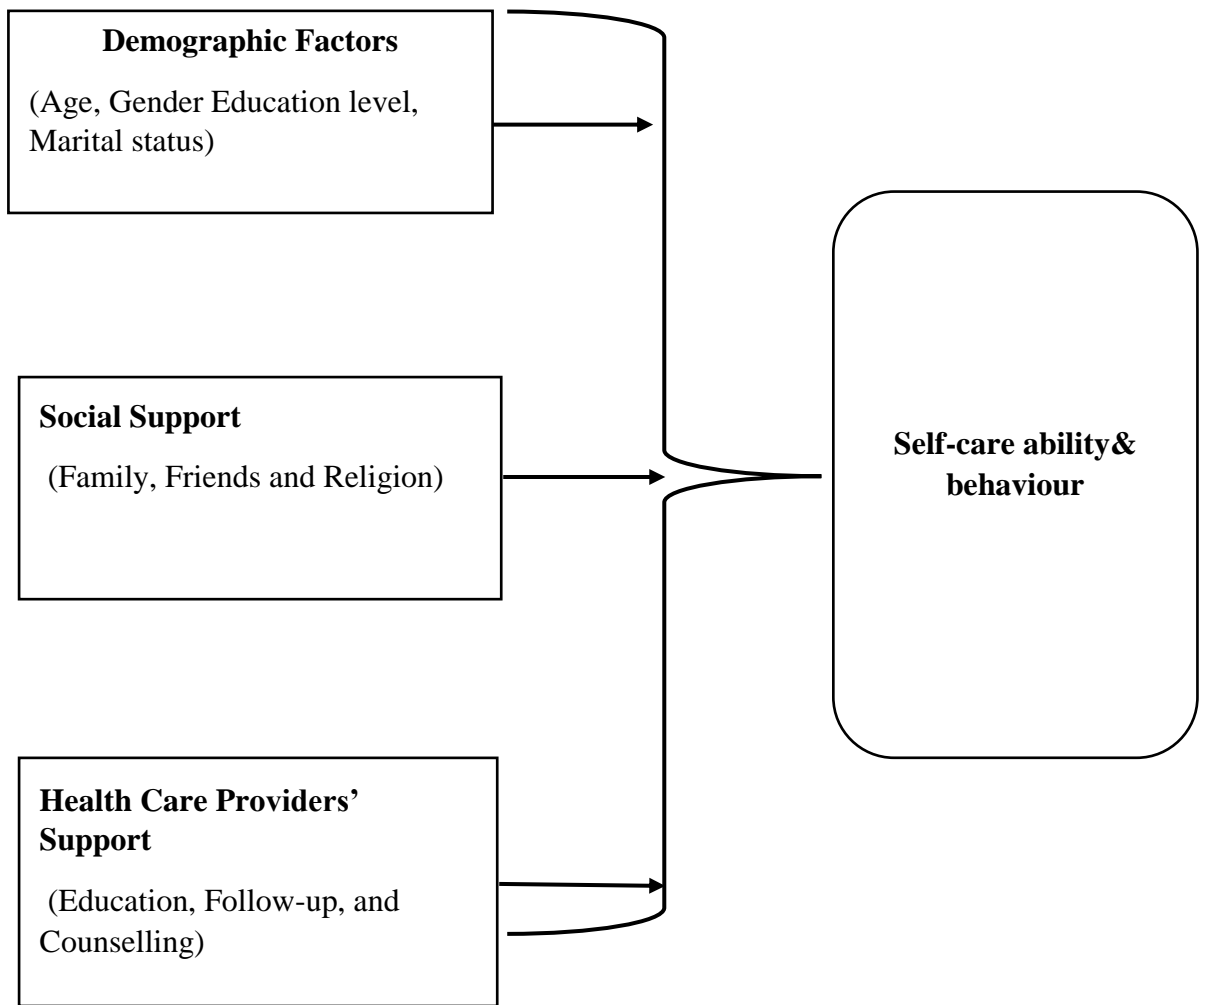 Demographic Factors
(Age, Gender Education level,
Marital status)
Social Support
(Family, Friends and Religion)
Self-care ability&
behaviour
Health Care Providers’
Support
(Education, Follow-up, and
Counselling)